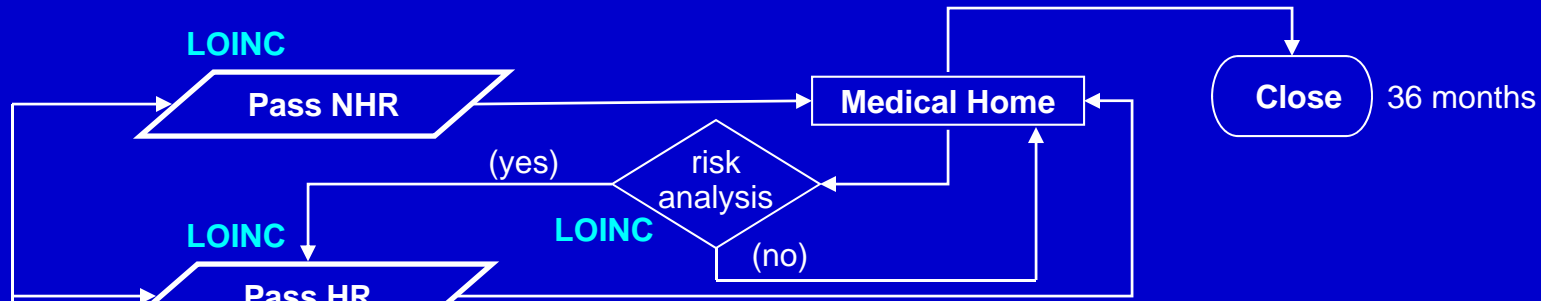 LOINC
Pass NHR
Medical Home
Close
36 months
(yes)
risk
analysis
LOINC
LOINC
(no)
Pass HR